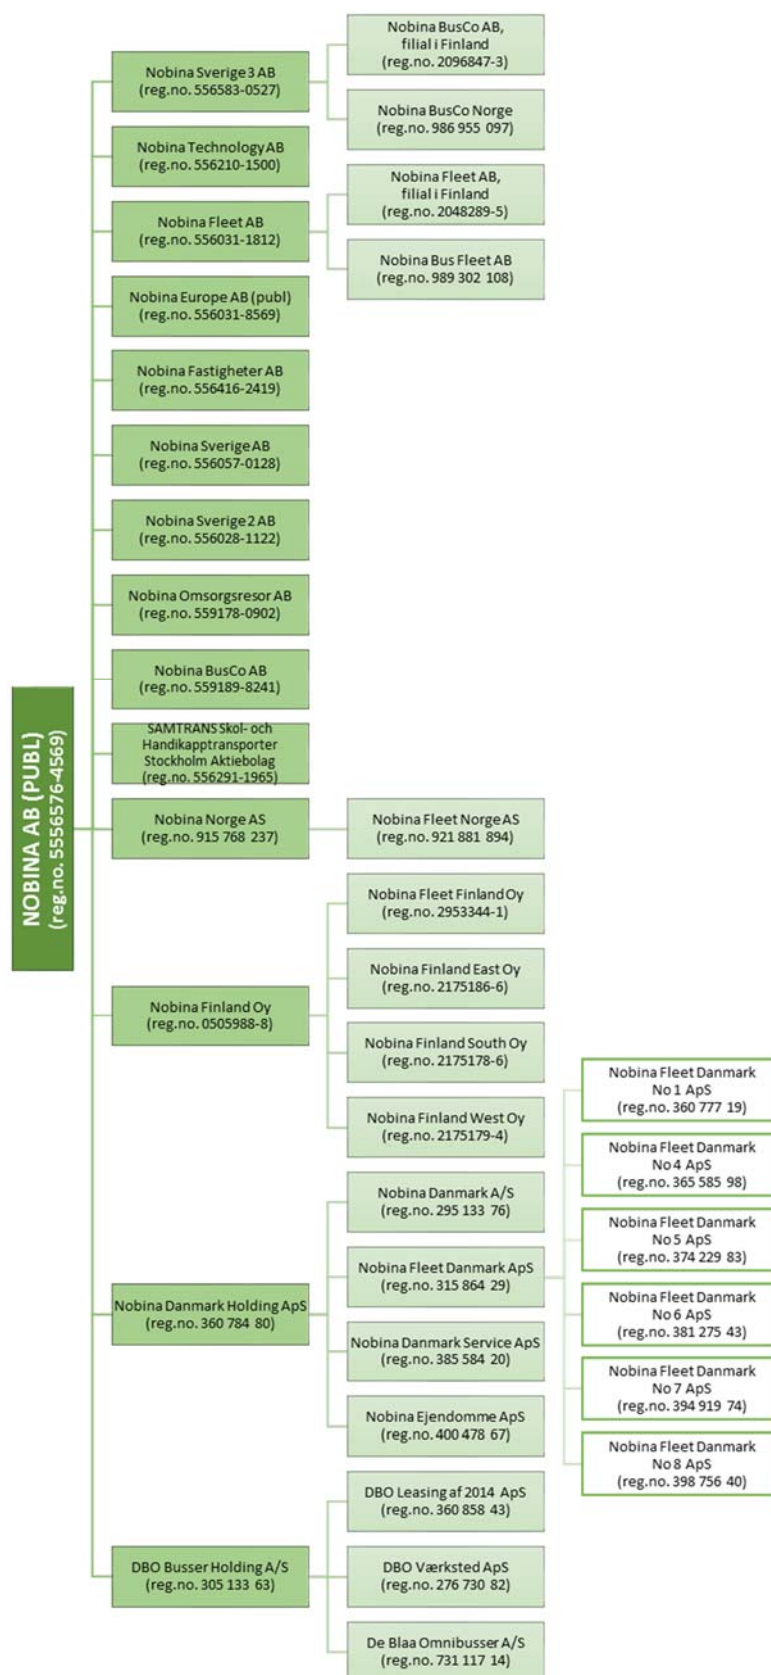 NOBINA AB (PUBL)
(reg.no. 5556576-4569)
Nobina Sverige 3 AB
(reg.no. 556583-0527)
Nobina BusCo AB,
filial i Finland
(reg.no. 2096847-3)
Nobina BusCo Norge
(reg.no. 986 955 097)
Nobina Technology AB
(reg.no. 556210-1500)
Nobina Fleet AB
(reg.no. 556031-1812)
Nobina Fleet AB,
filial i Finland
(reg.no. 2048289-5)
Nobina Bus Fleet AB
(reg.no. 989 302 108)
Nobina Europe AB (publ)
(reg.no. 556031-8569)
Nobina Fastigheter AB
(reg.no. 556416-2419)
Nobina Sverige AB
(reg.no. 556057-0128)
Nobina Sverige 2 AB
(reg.no. 556028-1122)
Nobina Omsorgsresor AB
(reg.no. 559178-0902)
Nobina BusCo AB
(reg.no. 559189-8241)
SAMTRANS Skol- och
Handikapptransporter
Stockholm Aktiebolag
(reg.no. 556291-1965)
Nobina Norge AS
(reg.no. 915 768 237)
Nobina Fleet Norge AS
(reg.no. 921 881 894)
Nobina Finland Oy
(reg.no. 0505988-8)
Nobina Fleet Finland Oy
(reg.no. 2953344-1)
Nobina Finland East Oy
(reg.no. 2175186-6)
Nobina Finland South Oy
(reg.no. 2175178-6)
Nobina Finland West Oy
(reg.no. 2175179-4)
Nobina Danmark Holding ApS
(reg.no. 360 784 80)
Nobina Danmark A/S
(reg.no. 295 133 76)
Nobina Fleet Danmark ApS
(reg.no. 315 864 29)
Nobina Fleet Danmark
No 1 ApS
(reg.no. 360 777 19)
Nobina Fleet Danmark
No 4 ApS
(reg.no. 365 585 98)
Nobina Fleet Danmark
No 5 ApS
(reg.no. 374 229 83)
Nobina Fleet Danmark
No 6 ApS
(reg.no. 381 275 43)
Nobina Fleet Danmark
No 7 ApS
(reg.no. 394 919 74)
Nobina Fleet Danmark
No 8 ApS
(reg.no. 398 756 40)
Nobina Danmark Service ApS
(reg.no. 385 584 20)
Nobina Ejendomme ApS
(reg.no. 400 478 67)
DBO Busser Holding A/S
(reg.no. 305 133 63)
DBO Leasing af 2014 ApS
(reg.no. 360 858 43)
DBO Værksted ApS
(reg.no. 276 730 82)
De Blaa Omnibusser A/S
(reg.no. 731 117 14)